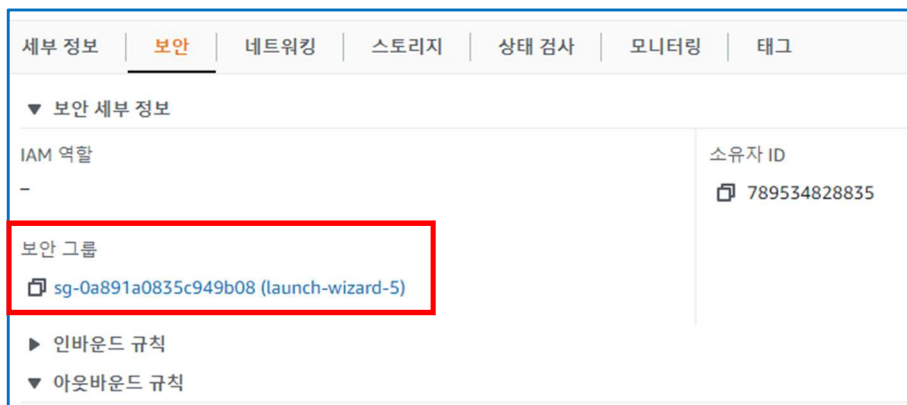 세부 정보 보안 네트워킹 스토리지 상태 검사 모니터링 태그
▼ 보안 세부 정보
IAM 역할
–
소유자 ID
789534828835
보안 그룹
sg-0a891a0835c949b08 (launch-wizard-5)
▶ 인바운드 규칙
▼ 아웃바운드 규칙